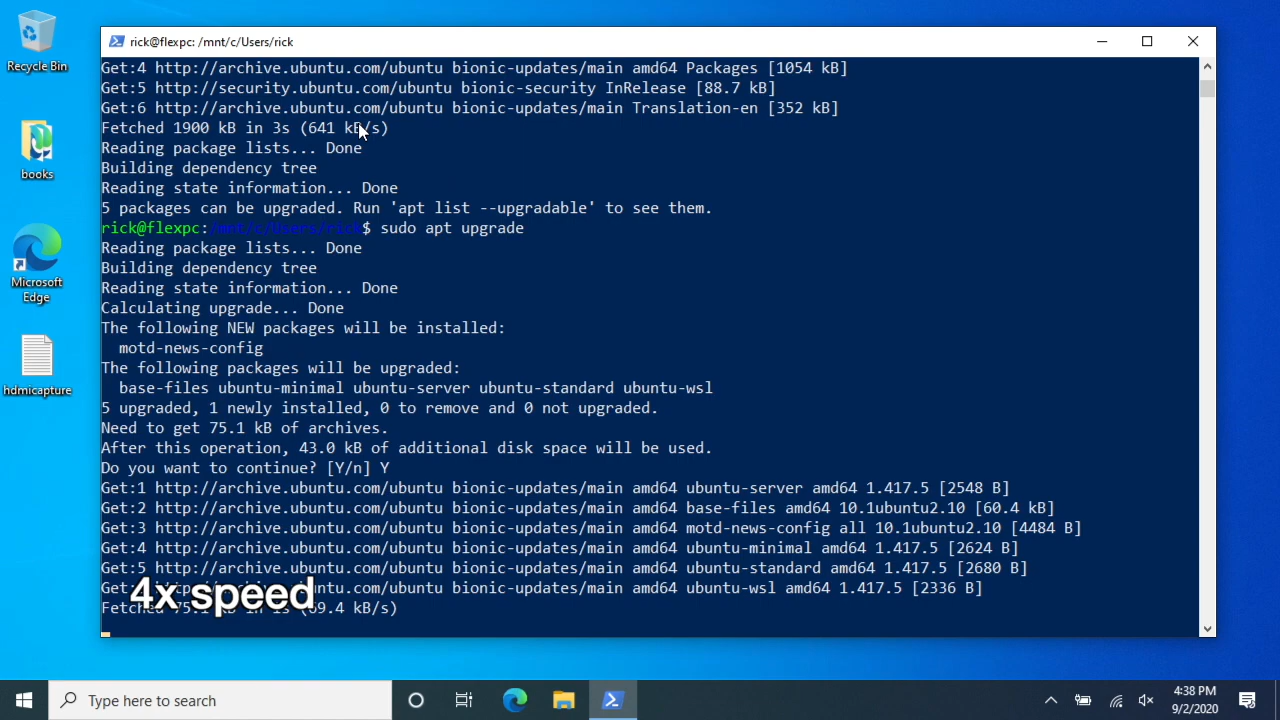 Recycle Bin
books
Microsoft
Edge
hdmicapture
rick@flexpc: /mnt/c/Users/rick
Get:4 http://archive.ubuntu.com/ubuntu bionic-updates/main amd64 Packages [1054 kB]
Get:5 http://security.ubuntu.com/ubuntu bionic-security InRelease [88.7 kB]
Get:6 http://archive.ubuntu.com/ubuntu bionic-updates/main Translation-en [352 kB]
Fetched 1900 kB in 3s (641 kB/s)
Reading package lists... Done
Building dependency tree
Reading state information... Done
5 packages can be upgraded. Run 'apt list --upgradable' to see them.
rick@flexpc:/mnt/c/Users/rick$ sudo apt upgrade
Reading package lists... Done
Building dependency tree
Reading state information... Done
Calculating upgrade... Done
The following NEW packages will be installed:
motd-news-config
The following packages will be upgraded:
base-files ubuntu-minimal ubuntu-server ubuntu-standard ubuntu-wsl
5 upgraded, 1 newly installed, 0 to remove and 0 not upgraded.
Need to get 75.1 kB of archives.
After this operation, 43.0 kB of additional disk space will be used.
Do you want to continue? [Y/n] Y
Get:1 http://archive.ubuntu.com/ubuntu bionic-updates/main amd64 ubuntu-server amd64 1.417.5 [2548 B]
Get:2 http://archive.ubuntu.com/ubuntu bionic-updates/main amd64 base-files amd64 10.1ubuntu2.10 [60.4 kB]
Get:3 http://archive.ubuntu.com/ubuntu bionic-updates/main amd64 motd-news-config all 10.1ubuntu2.10 [4484 B]
Get:4 http://archive.ubuntu.com/ubuntu bionic-updates/main amd64 ubuntu-minimal amd64 1.417.5 [2624 B]
Get:5 http://archive.ubuntu.com/ubuntu bionic-updates/main amd64 ubuntu-standard amd64 1.417.5 [2680 B]
Get:6 http://archive.ubuntu.com/ubuntu bionic-updates/main amd64 ubuntu-wsl amd64 1.417.5 [2336 B]
Fetched 75.1 kB in 1s (69.4 kB/s)
4x speed
Type here to search
4:38 PM
9/2/2020